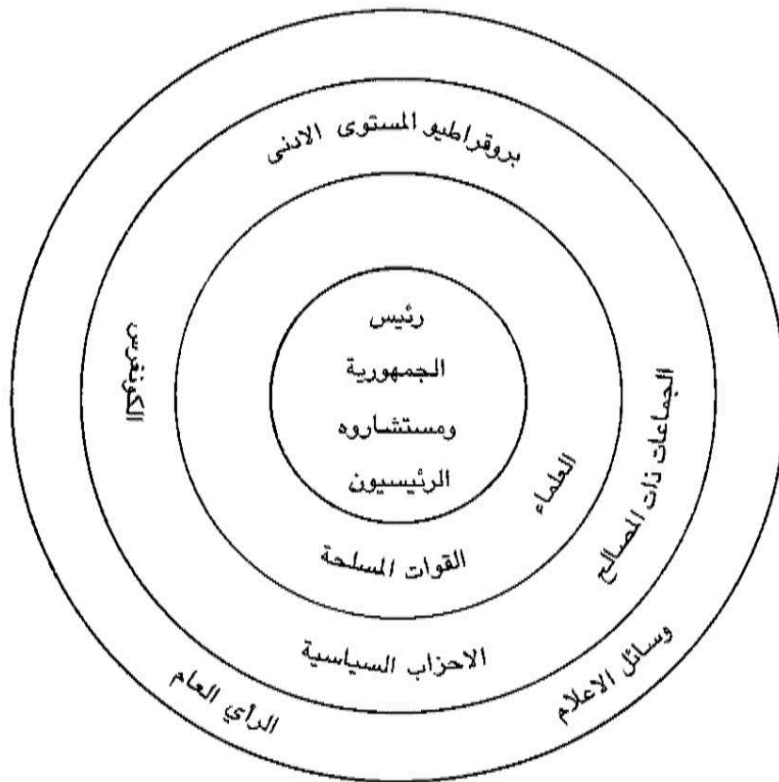 بروقراطيو المستوى الادنى
رئيس
الجمهورية
ومستشاروه
الرئيسيون
الكونغرس
الجماعات ذات المصالح
العلماء
القوات المسلحة
الاحزاب السياسية
وسائل الاعلام
الرأي العام